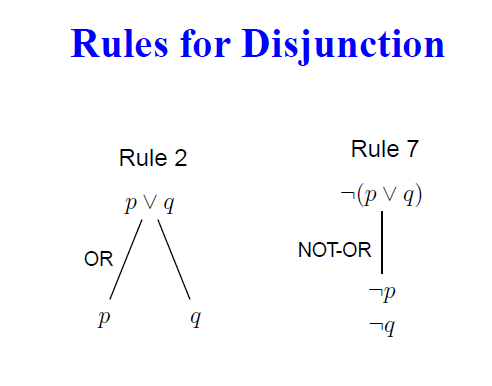 Rules for Disjunction
Rule 2
p ∨ q
OR
p
q
Rule 7
¬(p ∨ q)
NOT-OR
¬p
¬q